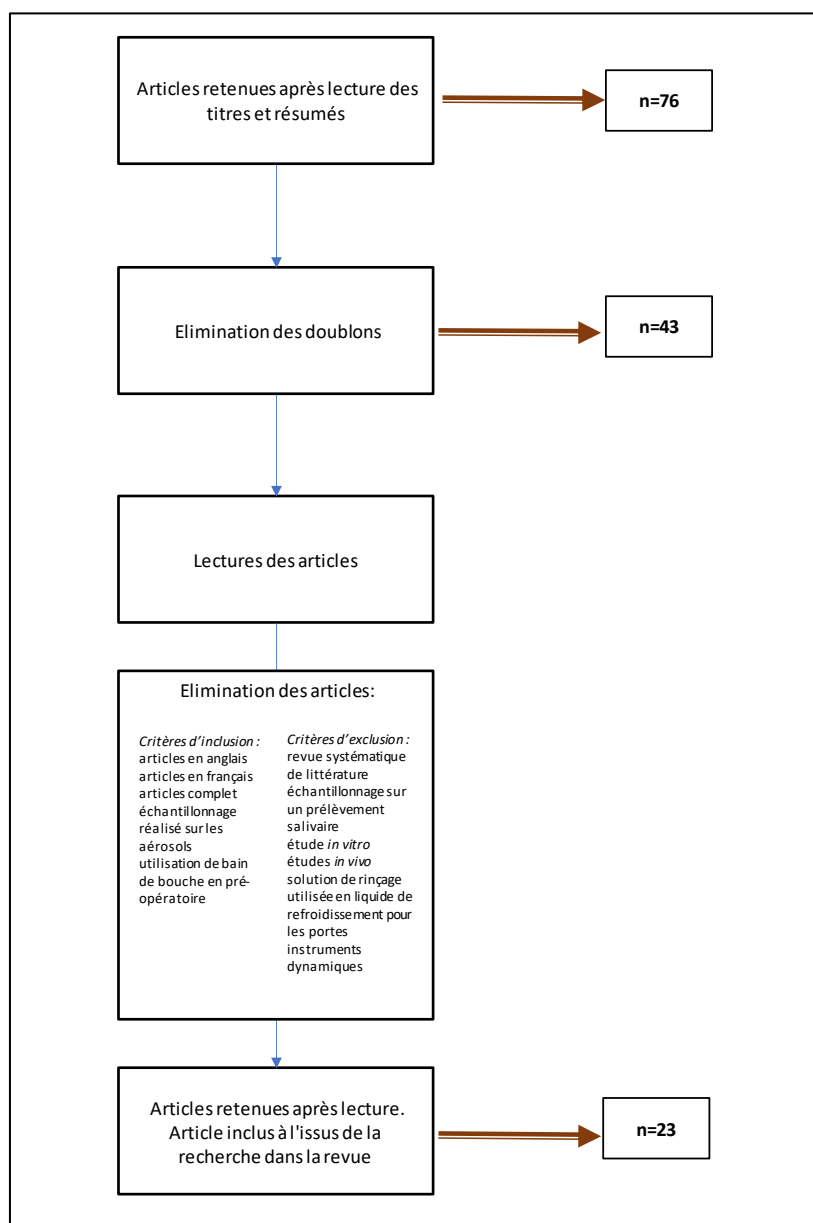 Articles retenues après lecture des
titres et résumés
n=76
Elimination des doublons
n=43
Lectures des articles
Elimination des articles:
Critères d'inclusion :
articles en anglais
articles en français
articles complet
échantillonnage
réalisé sur les
aérosols
utilisation de bain
de bouche en pré-
opératoire
Critères d'exclusion :
revue systématique
de littérature
échantillonnage sur
un prélèvement
salivaire
étude in vitro
études in vivo
solution de rinçage
utilisée en liquide de
refroidissement pour
les portes
instruments
dynamiques
Articles retenues après lecture.
Article inclus à l'issus de la
recherche dans la revue
n=23